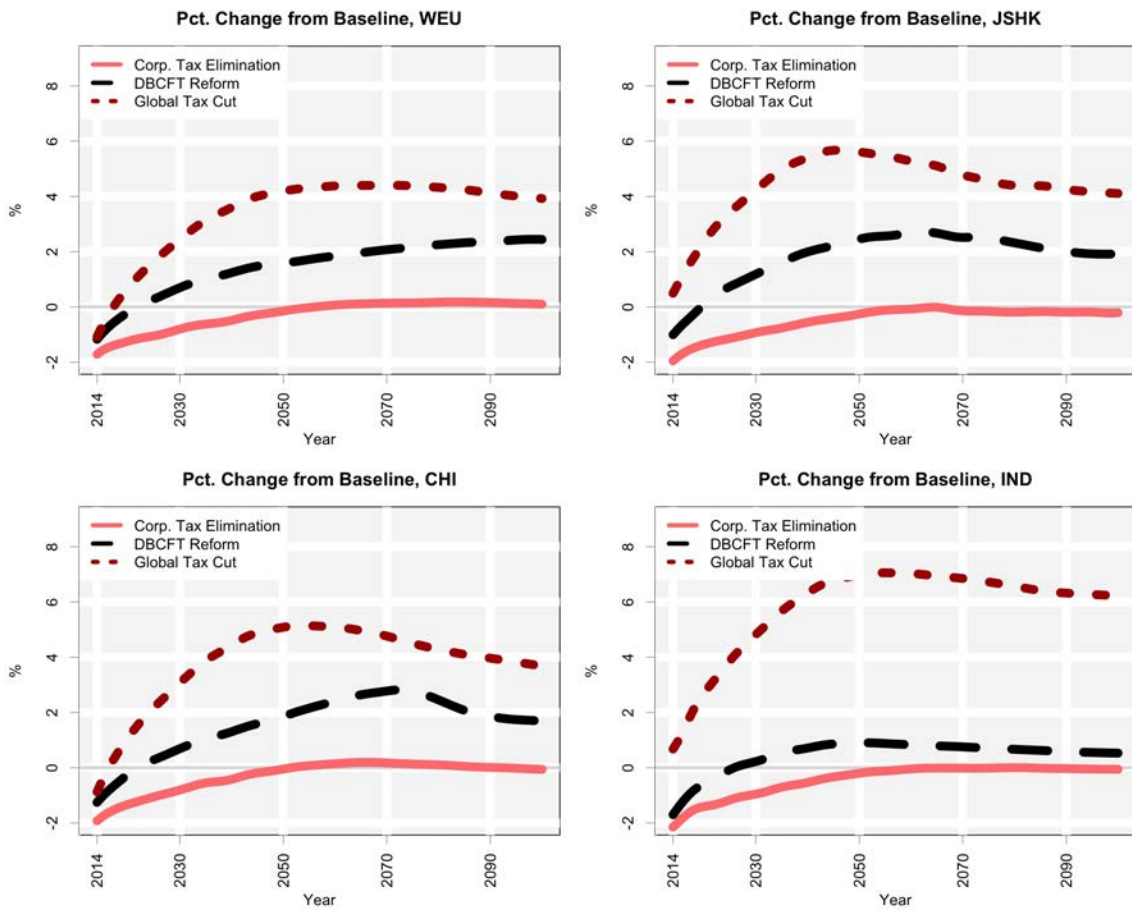 Pct. Change from Baseline, WEU
Corp. Tax Elimination
DBCFT Reform
Global Tax Cut
%
8
6
4
2
0
-2
2014
2030
2050
2070
2090
Year
Pct. Change from Baseline, JSHK
Corp. Tax Elimination
DBCFT Reform
Global Tax Cut
%
8
6
4
2
0
-2
2014
2030
2050
2070
2090
Year
Pct. Change from Baseline, CHI
Corp. Tax Elimination
DBCFT Reform
Global Tax Cut
%
8
6
4
2
0
-2
2014
2030
2050
2070
2090
Year
Pct. Change from Baseline, IND
Corp. Tax Elimination
DBCFT Reform
Global Tax Cut
%
8
6
4
2
0
-2
2014
2030
2050
2070
2090
Year